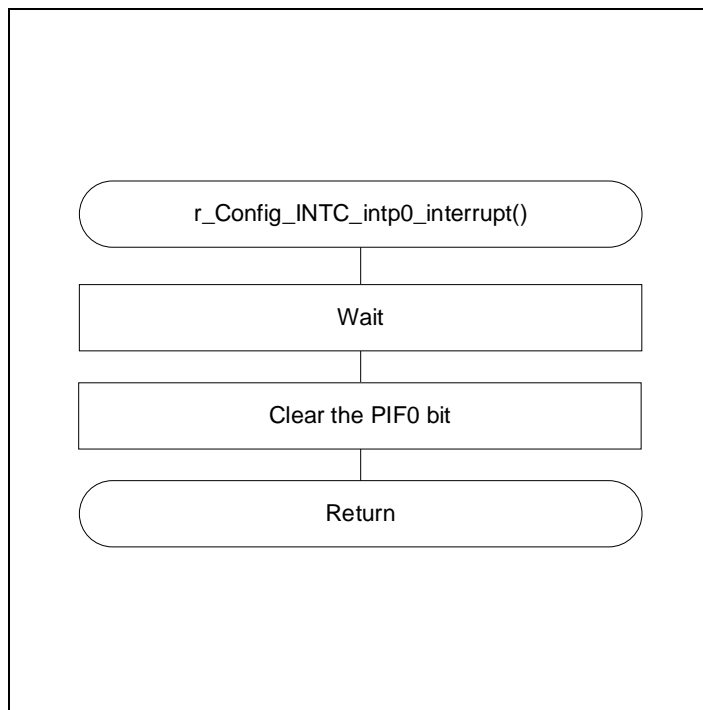 r_Config_INTC_intp0_interrupt()
Wait
Clear the PIF0 bit
Return